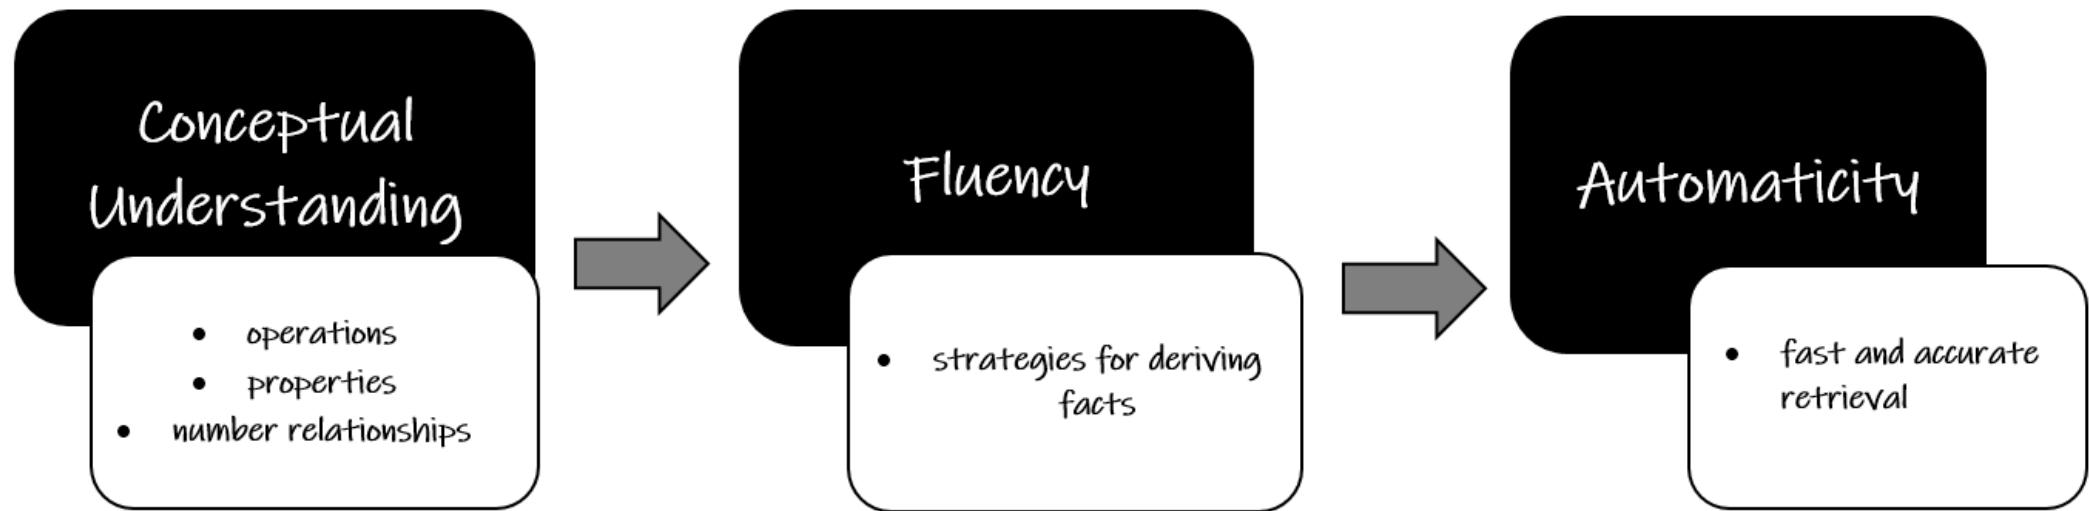 Conceptual
Understanding
• operations
• properties
• number relationships
Fluency
• strategies for deriving
facts
Automaticity
• fast and accurate
retrieval